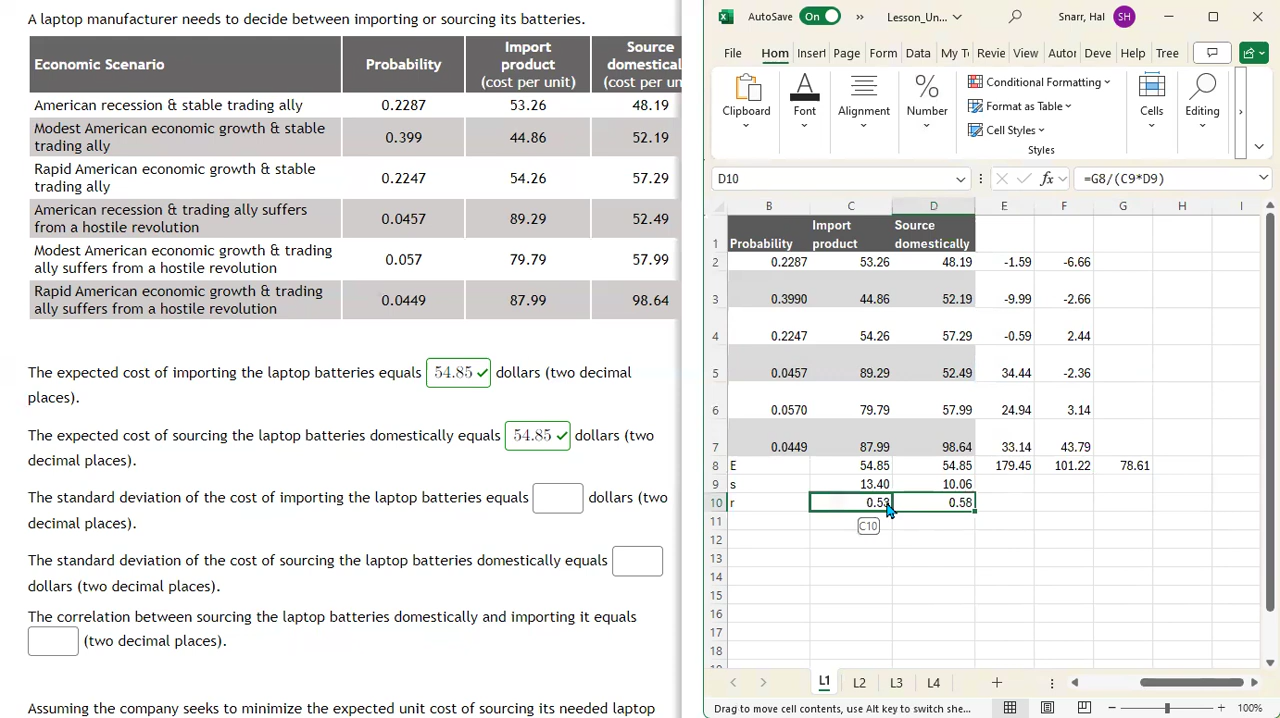 A laptop manufacturer needs to decide between importing or sourcing its batteries.
Economic Scenario Probability Import product (cost per unit) Source domestical (cost per un
American recession & stable trading ally 0.2287 53.26 48.19
Modest American economic growth & stable trading ally 0.399 44.86 52.19
Rapid American economic growth & stable trading ally 0.2247 54.26 57.29
American recession & trading ally suffers from a hostile revolution 0.0457 89.29 52.49
Modest American economic growth & trading ally suffers from a hostile revolution 0.057 79.79 57.99
Rapid American economic growth & trading ally suffers from a hostile revolution 0.0449 87.99 98.64
The expected cost of importing the laptop batteries equals 54.85 ✓ dollars (two decimal
places).
The expected cost of sourcing the laptop batteries domestically equals 54.85 ✓ dollars (two
decimal places).
The standard deviation of the cost of importing the laptop batteries equals dollars (two
decimal places).
The standard deviation of the cost of sourcing the laptop batteries domestically equals
dollars (two decimal places).
The correlation between sourcing the laptop batteries domestically and importing it equals
(two decimal places).
Assuming the company seeks to minimize the expected unit cost of sourcing its needed laptop
AutoSave On » Lesson_Un... Snarr, Hal SH
File Hom Insert Page Form Data My T Revie View Autor Deve Help Tree
Clipboard Font Alignment Number Conditional Formatting Format as Table Cell Styles Styles Cells Editing
D10 fx =G8/(C9*D9)
B C D E F G H I
1 Probability Import product Source domestically
2 0.2287 53.26 48.19 -1.59 -6.66
3 0.3990 44.86 52.19 -9.99 -2.66
4 0.2247 54.26 57.29 -0.59 2.44
5 0.0457 89.29 52.49 34.44 -2.36
6 0.0570 79.79 57.99 24.94 3.14
7 0.0449 87.99 98.64 33.14 43.79
8 E 54.85 54.85 179.45 101.22 78.61
9 s 13.40 10.06
10 r 0.53 0.58
11 C10
12
13
14
15
16
17
18
L1 L2 L3 L4 +
Drag to move cell contents, use Alt key to switch she... 100%